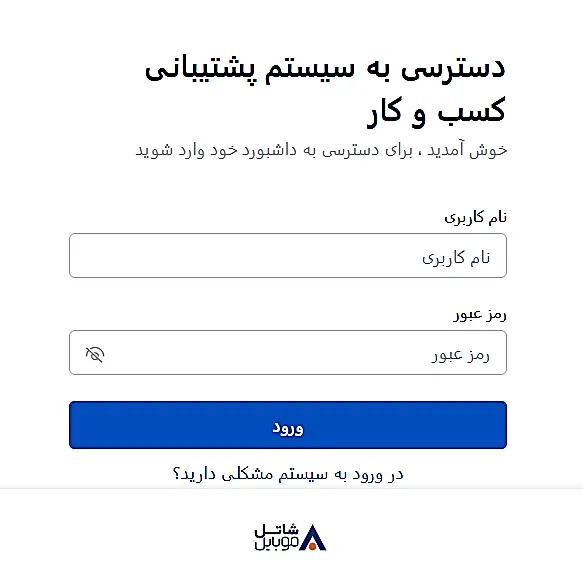 دسترسی به سیستم پشتیبانی
کسب و کار
خوش آمدید ، برای دسترسی به داشبورد خود وارد شوید
نام کاربری
نام کاربری
رمز عبور
رمز عبور
ورود
در ورود به سیستم مشکلی دارید؟
شاتل
موبایل